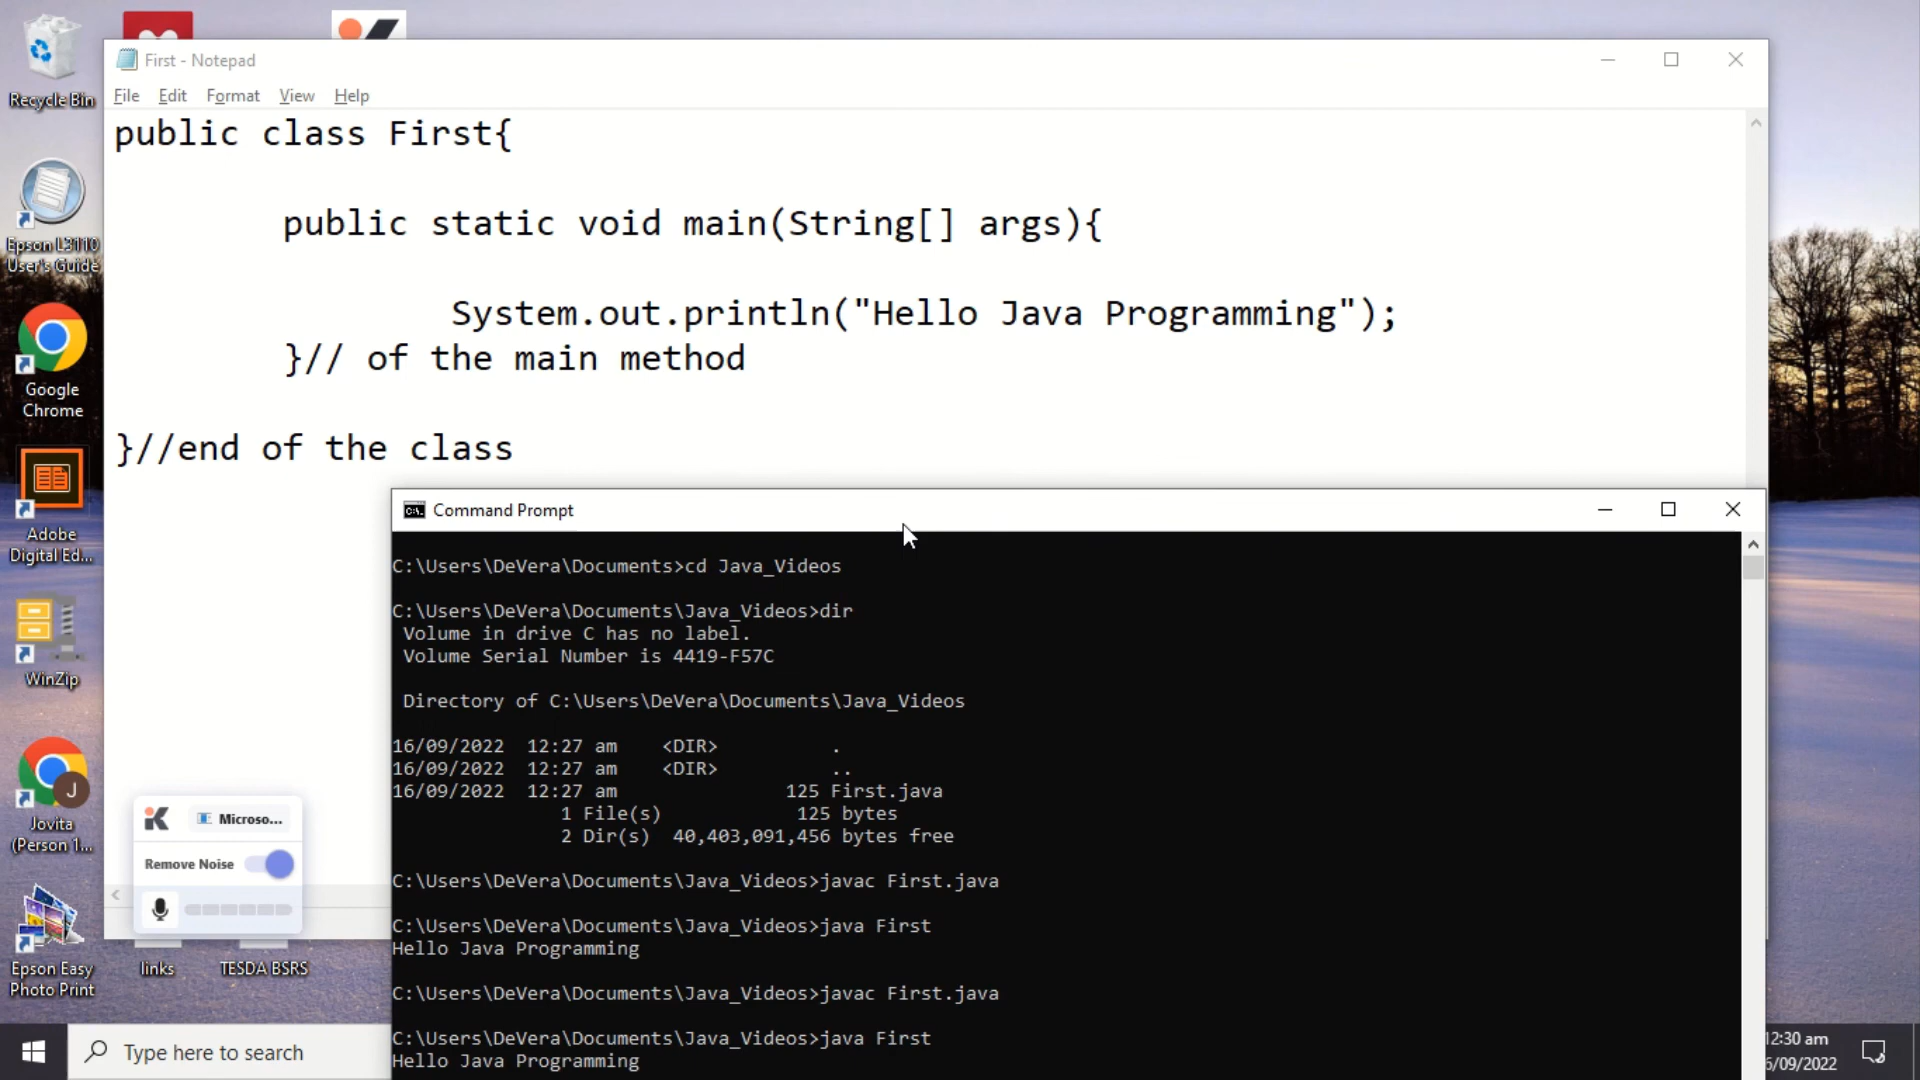 Recycle Bin
Epson L3110
User's Guide
Google
Chrome
Adobe
Digital Ed...
WinZip
J
Jovita
(Person 1...
Epson Easy
Photo Print
links
TESDA BSRS
First - Notepad
File Edit Format View Help
public class First{
public static void main(String[] args){
System.out.println("Hello Java Programming");
}// of the main method
}//end of the class
Microso...
Remove Noise
Command Prompt
C:\Users\DeVera\Documents>cd Java_Videos
C:\Users\DeVera\Documents\Java_Videos>dir
Volume in drive C has no label.
Volume Serial Number is 4419-F57C
Directory of C:\Users\DeVera\Documents\Java_Videos
16/09/2022 12:27 am <DIR> .
16/09/2022 12:27 am <DIR> ..
16/09/2022 12:27 am 125 First.java
1 File(s) 125 bytes
2 Dir(s) 40,403,091,456 bytes free
C:\Users\DeVera\Documents\Java_Videos>javac First.java
C:\Users\DeVera\Documents\Java_Videos>java First
Hello Java Programming
C:\Users\DeVera\Documents\Java_Videos>javac First.java
C:\Users\DeVera\Documents\Java_Videos>java First
Hello Java Programming
Type here to search
12:30 am
6/09/2022